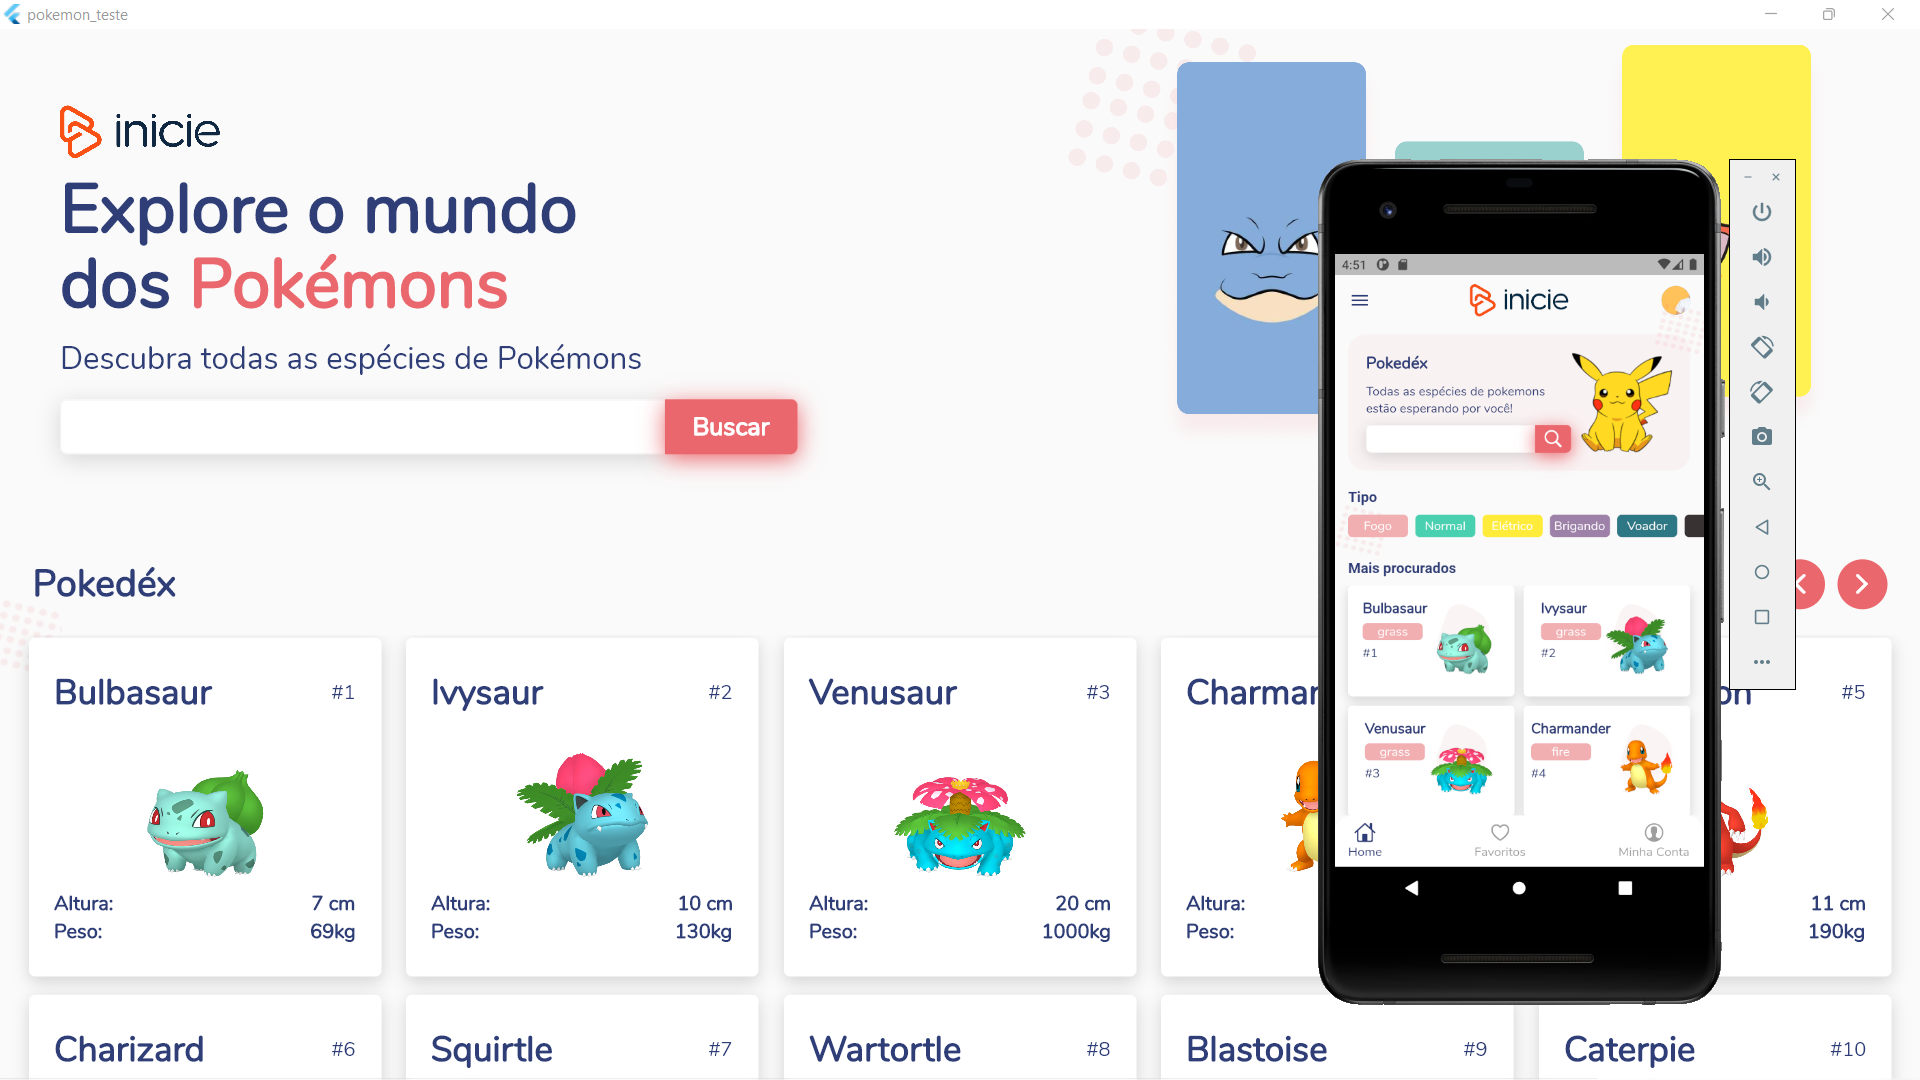 pokemon_teste
inicie
Explore o mundo
dos Pokémons
Descubra todas as espécies de Pokémons
Buscar
Pokedéx
Bulbasaur #1
Altura: 7 cm
Peso: 69kg
Ivysaur #2
Altura: 10 cm
Peso: 130kg
Venusaur #3
Altura: 20 cm
Peso: 1000kg
Charmar
Altura:
Peso:
on #5
11 cm
190kg
Charizard #6
Squirtle #7
Wartortle #8
Blastoise #9
Caterpie #10
4:51
inicie
Pokedéx
Todas as espécies de pokemons
estão esperando por você!
Tipo
Fogo Normal Elétrico Brigando Voador
Mais procurados
Bulbasaur
grass
#1
Ivysaur
grass
#2
Venusaur
grass
#3
Charmander
fire
#4
Home Favoritos Minha Conta